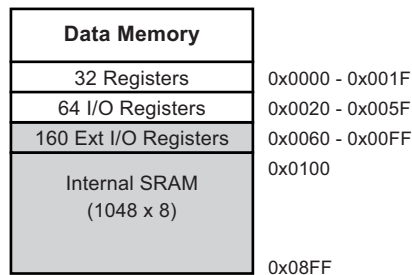 Data Memory
32 Registers 0x0000 - 0x001F
64 I/O Registers 0x0020 - 0x005F
160 Ext I/O Registers 0x0060 - 0x00FF
0x0100
Internal SRAM
(1048 x 8)
0x08FF